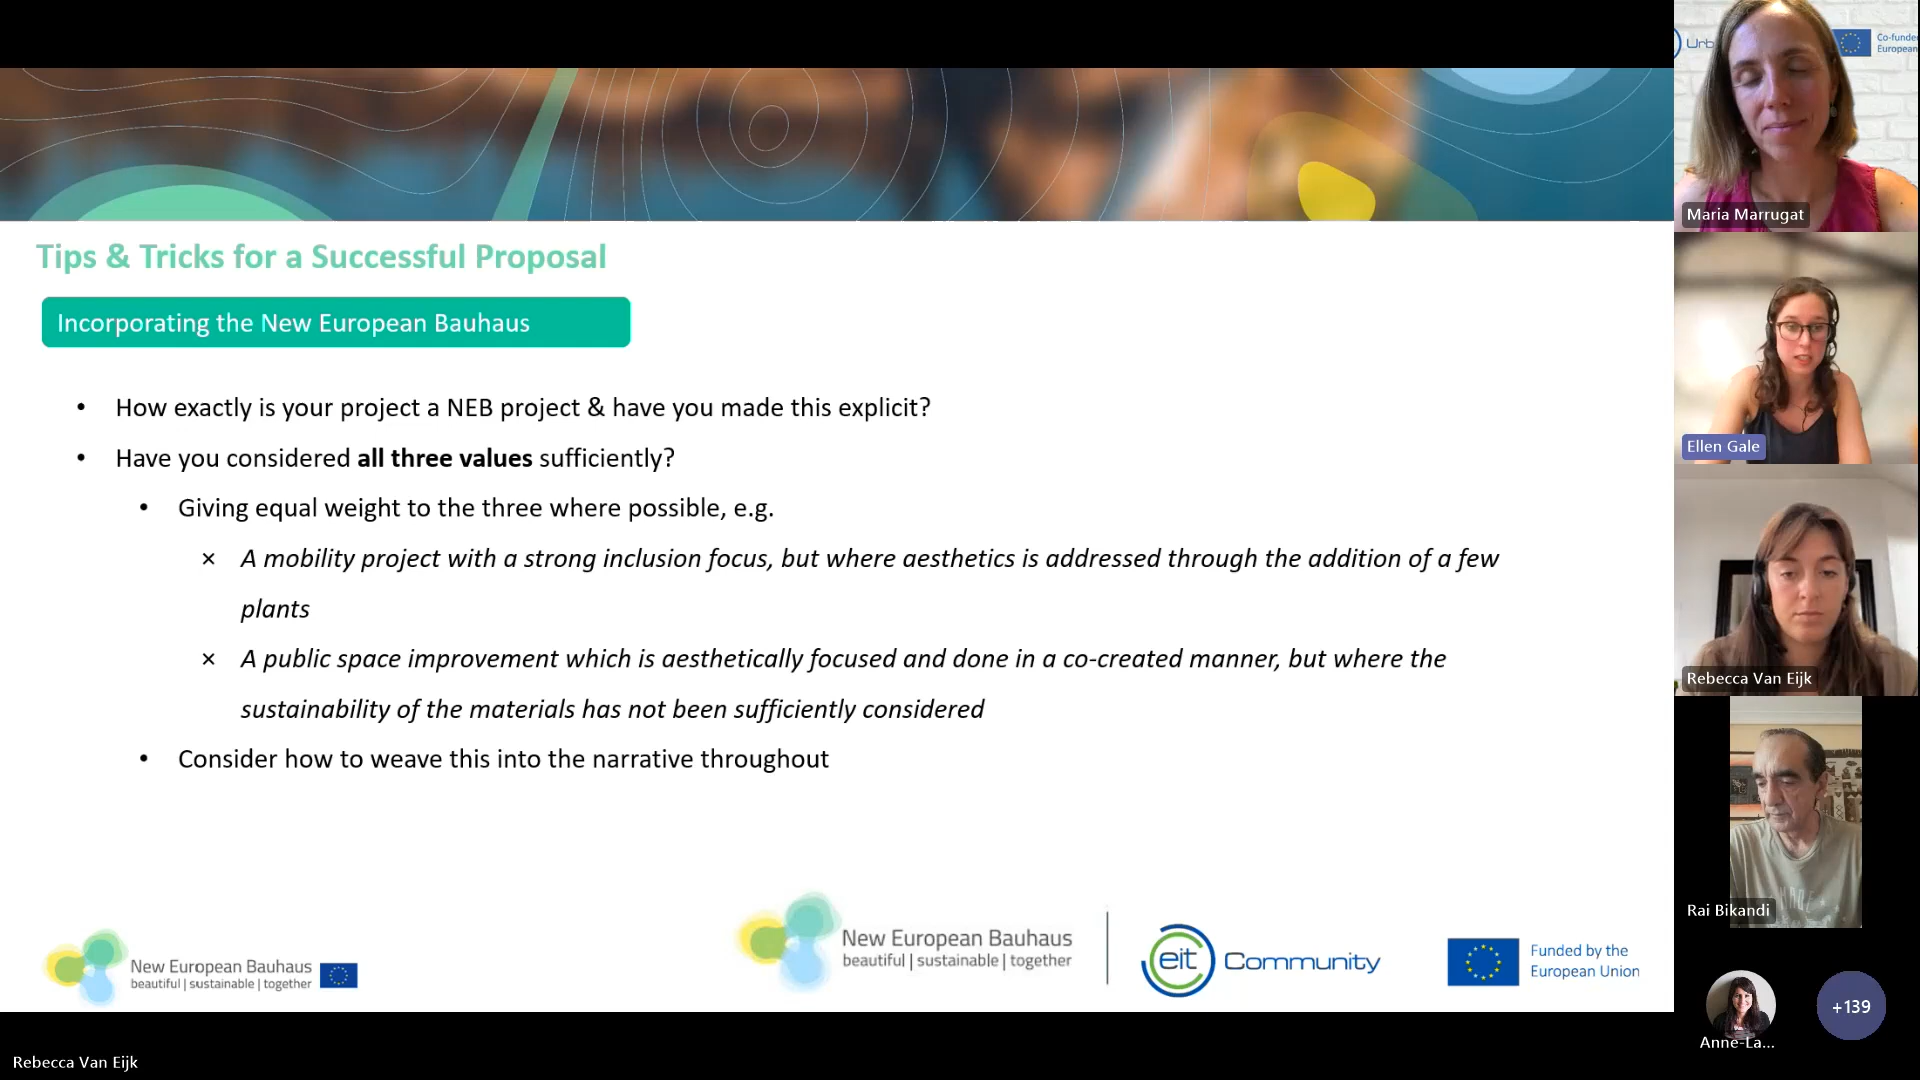 Tips & Tricks for a Successful Proposal
Incorporating the New European Bauhaus
• How exactly is your project a NEB project & have you made this explicit?
• Have you considered all three values sufficiently?
• Giving equal weight to the three where possible, e.g.
× A mobility project with a strong inclusion focus, but where aesthetics is addressed through the addition of a few
plants
× A public space improvement which is aesthetically focused and done in a co-created manner, but where the
sustainability of the materials has not been sufficiently considered
• Consider how to weave this into the narrative throughout
New European Bauhaus
beautiful | sustainable | together
New European Bauhaus
beautiful | sustainable | together
eit Community
Funded by the
European Union
Rebecca Van Eijk
Urb
Co-funde
European
Maria Marrugat
Ellen Gale
Rebecca Van Eijk
Rai Bikandi
Anne-La...
+139